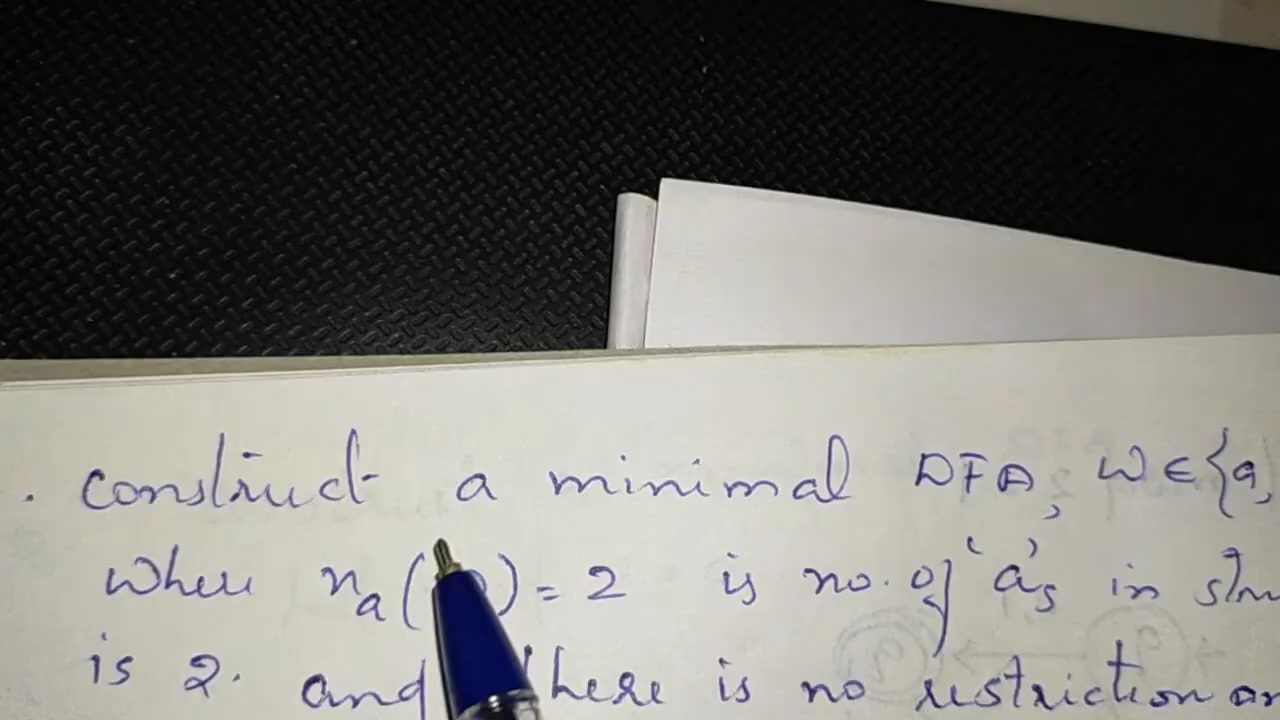 . construct a minimal DFA, W ∈ {a,
where na( ) = 2 is no. of 'a's in
is 2. and here is no restriction